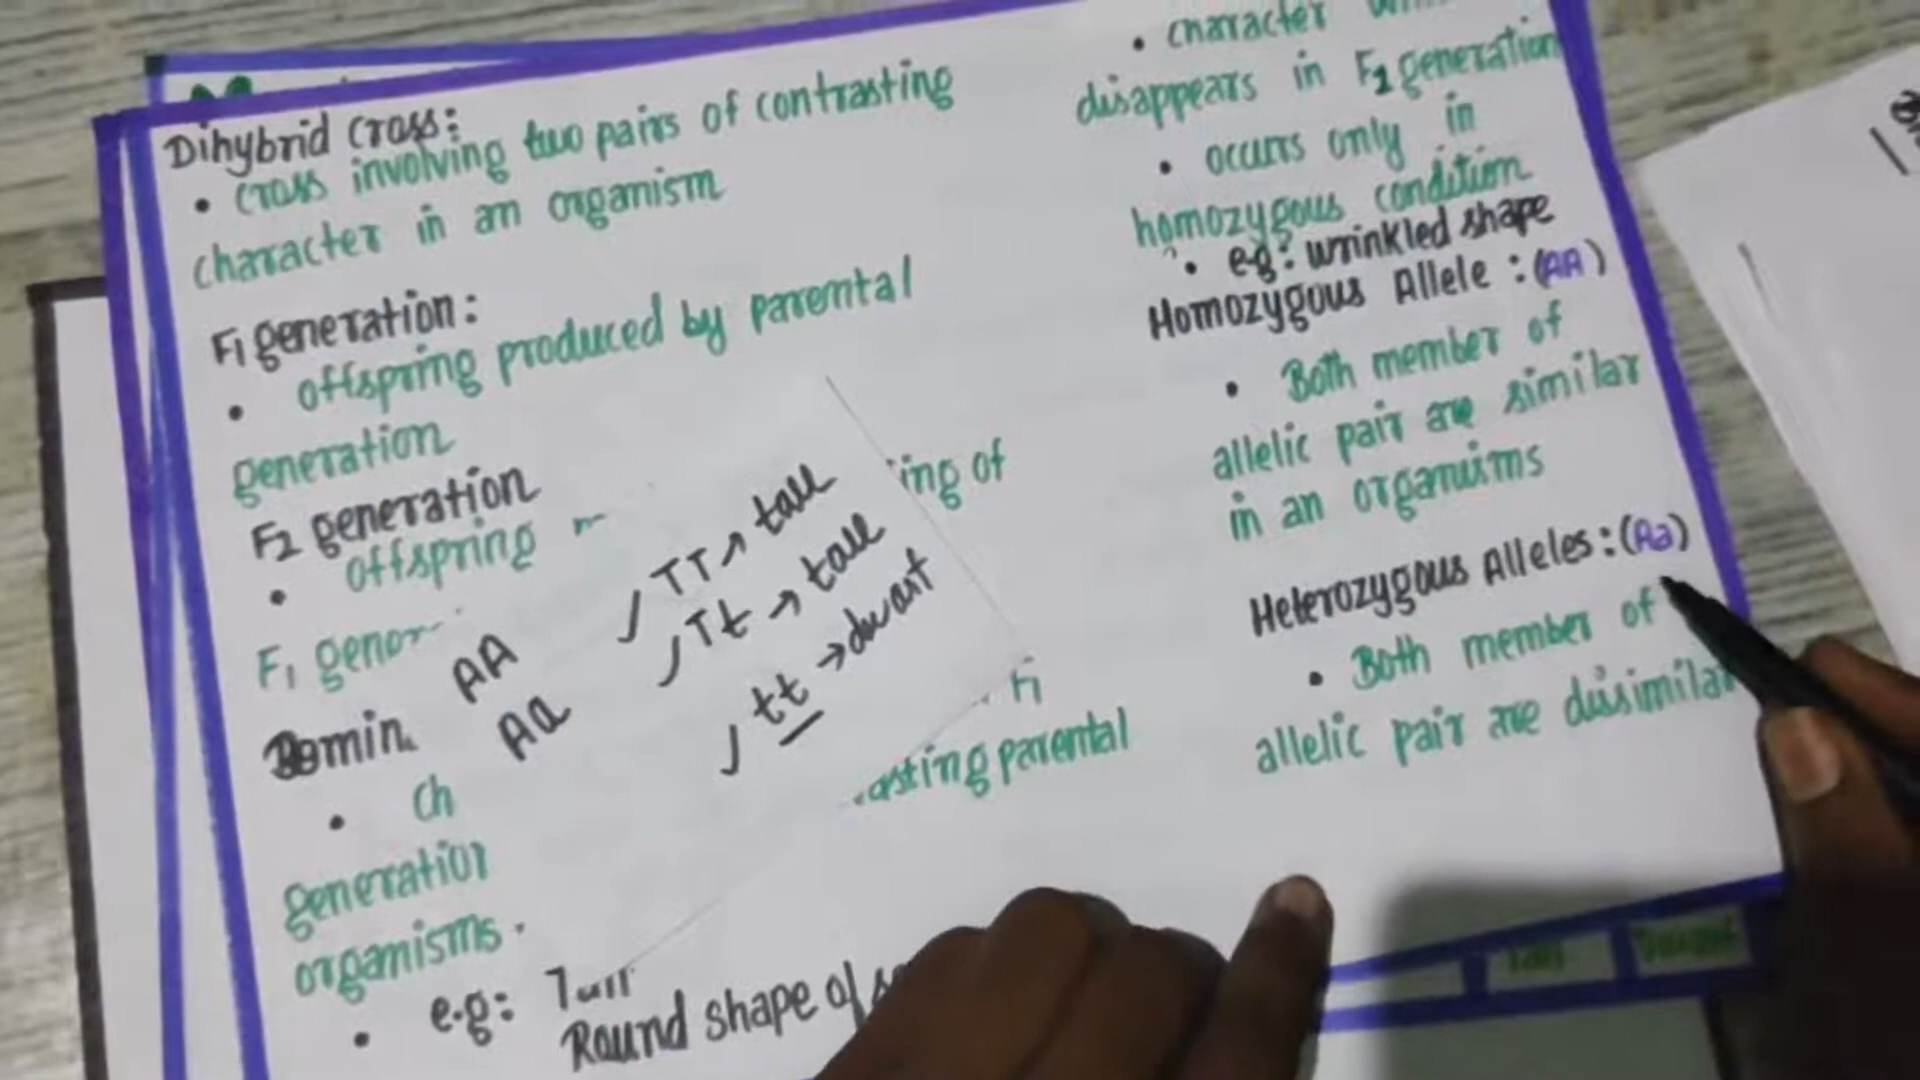 Dihybrid Cross:
• cross involving two pairs of contrasting
character in an organism
F1 generation:
• offspring produced by parental
generation
F2 generation
• offspring
ing of
F1
Domin
• Ch
F1
generation
asting parental
organisms.
• e.g: Tall
Round shape of
AA
Aa
TT → tall
Tt → tall
tt → dwarf
• character
disappears in F1 generation
• occurs only in
homozygous condition
• e.g: wrinkled shape
Homozygous Allele : (AA)
• Both member of
allelic pair are similar
in an organisms
Heterozygous Alleles : (Aa)
• Both member of
allelic pair are dissimilar
Tall